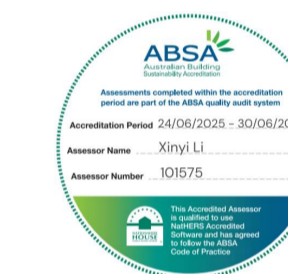 ABSA
Australian Building
Sustainability Accreditation
Assessments completed within the accreditation
period are part of the ABSA quality audit system
Accreditation Period 24/06/2025 - 30/06/20
Assessor Name Xinyi Li
Assessor Number 101575
This Accredited Assessor
is qualified to use
NatHERS Accredited
Software and has agreed
to follow the ABSA
Code of Practice
HOUSE